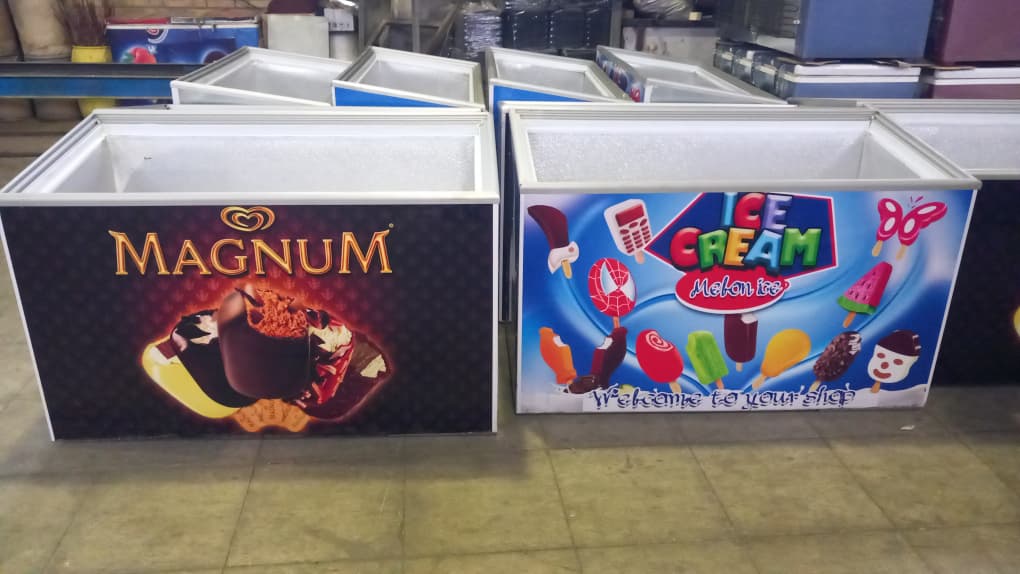 MAGNUM
ICE
CREAM
Melon ice
Welcome to your shop